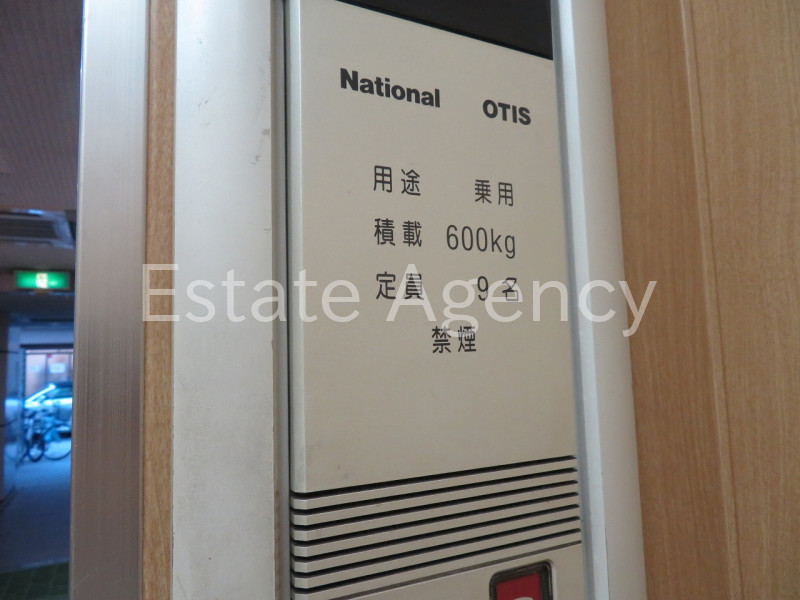 National OTIS
用途 乗用
積載 600kg
定員 9名
禁煙
Estate Agency